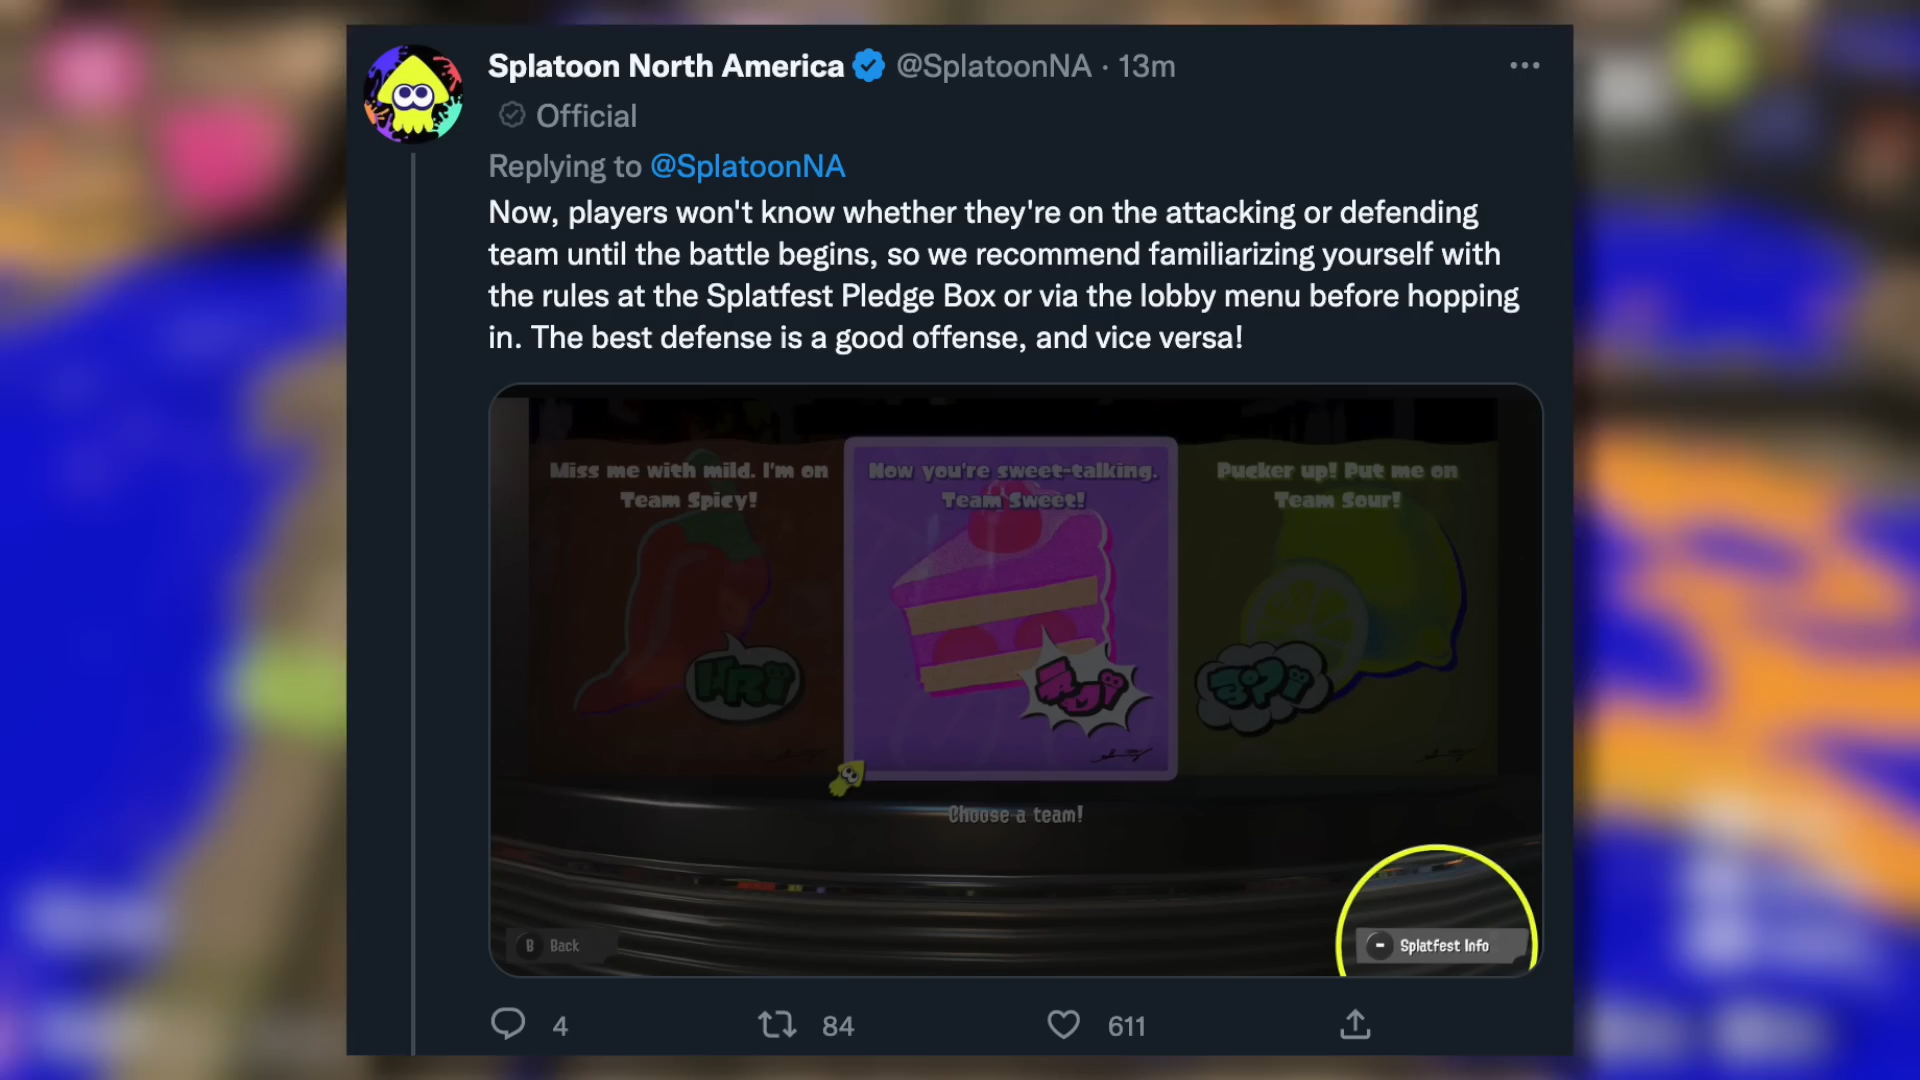 Splatoon North America @SplatoonNA · 13m
Official
Replying to @SplatoonNA
Now, players won't know whether they're on the attacking or defending
team until the battle begins, so we recommend familiarizing yourself with
the rules at the Splatfest Pledge Box or via the lobby menu before hopping
in. The best defense is a good offense, and vice versa!
Miss me with mild. I'm on
Team Spicy!
Now you're sweet-talking.
Team Sweet!
Pucker up! Put me on
Team Sour!
Choose a team!
B Back
- Splatfest Info
4 84 611